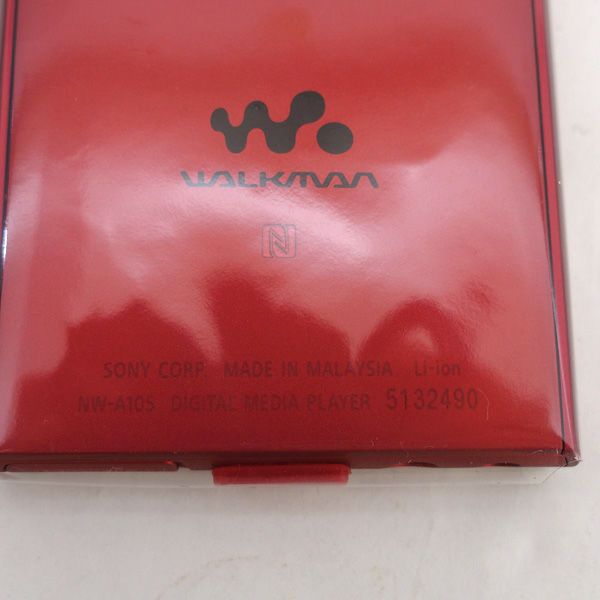 WALKMAN
SONY CORP. MADE IN MALAYSIA Li-ion
NW-A105 DIGITAL MEDIA PLAYER 5132490